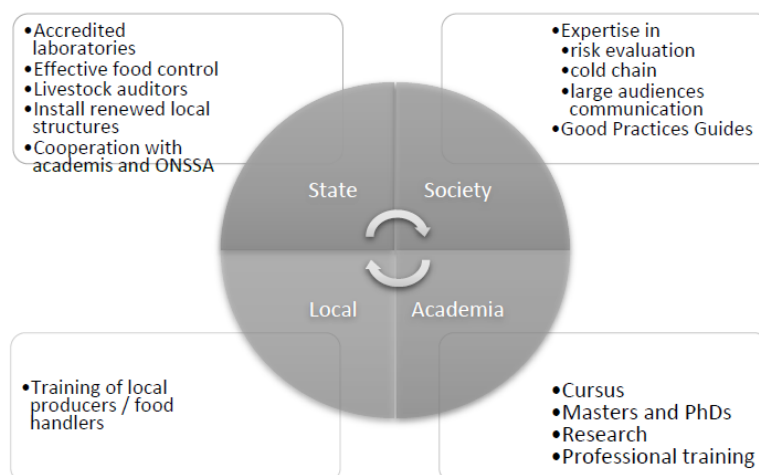 •Accredited
laboratories
•Effective food control
•Livestock auditors
•Install renewed local
structures
•Cooperation with
academis and ONSSA
•Expertise in
•risk evaluation
•cold chain
•large audiences
communication
•Good Practices Guides
State
Society
Local
Academia
•Training of local
producers / food
handlers
•Cursus
•Masters and PhDs
•Research
•Professional training